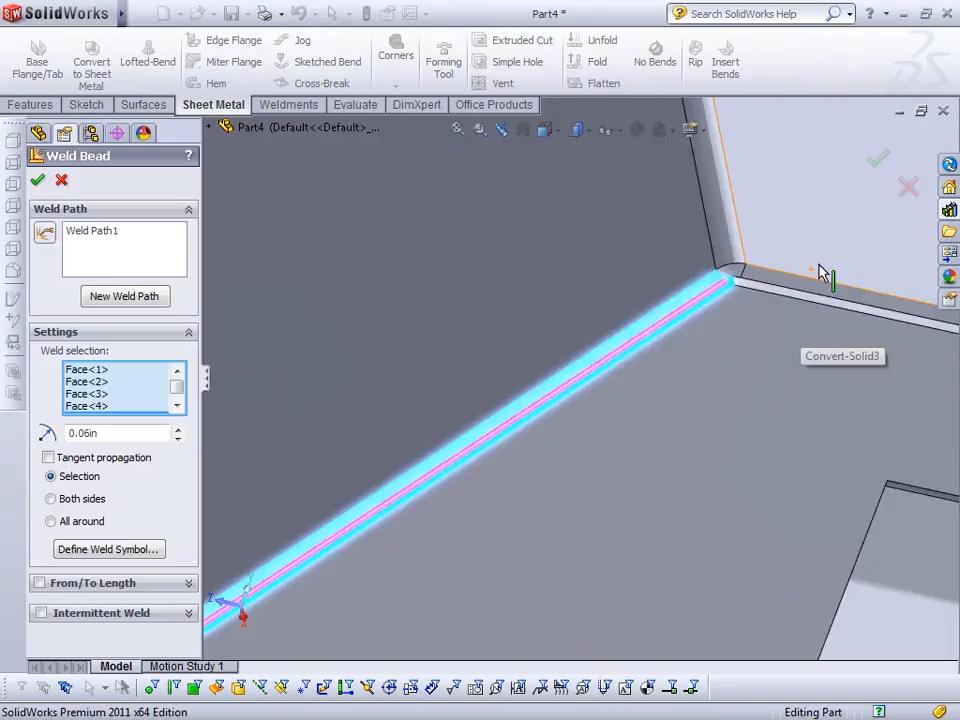 SolidWorks
Part4 *
Search SolidWorks Help
Base Flange/Tab
Convert to Sheet Metal
Lofted-Bend
Edge Flange
Miter Flange
Hem
Jog
Sketched Bend
Cross-Break
Corners
Forming Tool
Extruded Cut
Simple Hole
Vent
Unfold
Fold
Flatten
No Bends
Rip
Insert Bends
Features
Sketch
Surfaces
Sheet Metal
Weldments
Evaluate
DimXpert
Office Products
Part4 (Default<<Default>_...
Weld Bead
?
Weld Path
Weld Path1
New Weld Path
Settings
Weld selection:
Face<1>
Face<2>
Face<3>
Face<4>
0.06in
Tangent propagation
Selection
Both sides
All around
Define Weld Symbol...
From/To Length
Intermittent Weld
Convert-Solid3
Z
X
Model
Motion Study 1
SolidWorks Premium 2011 x64 Edition
Editing Part
?